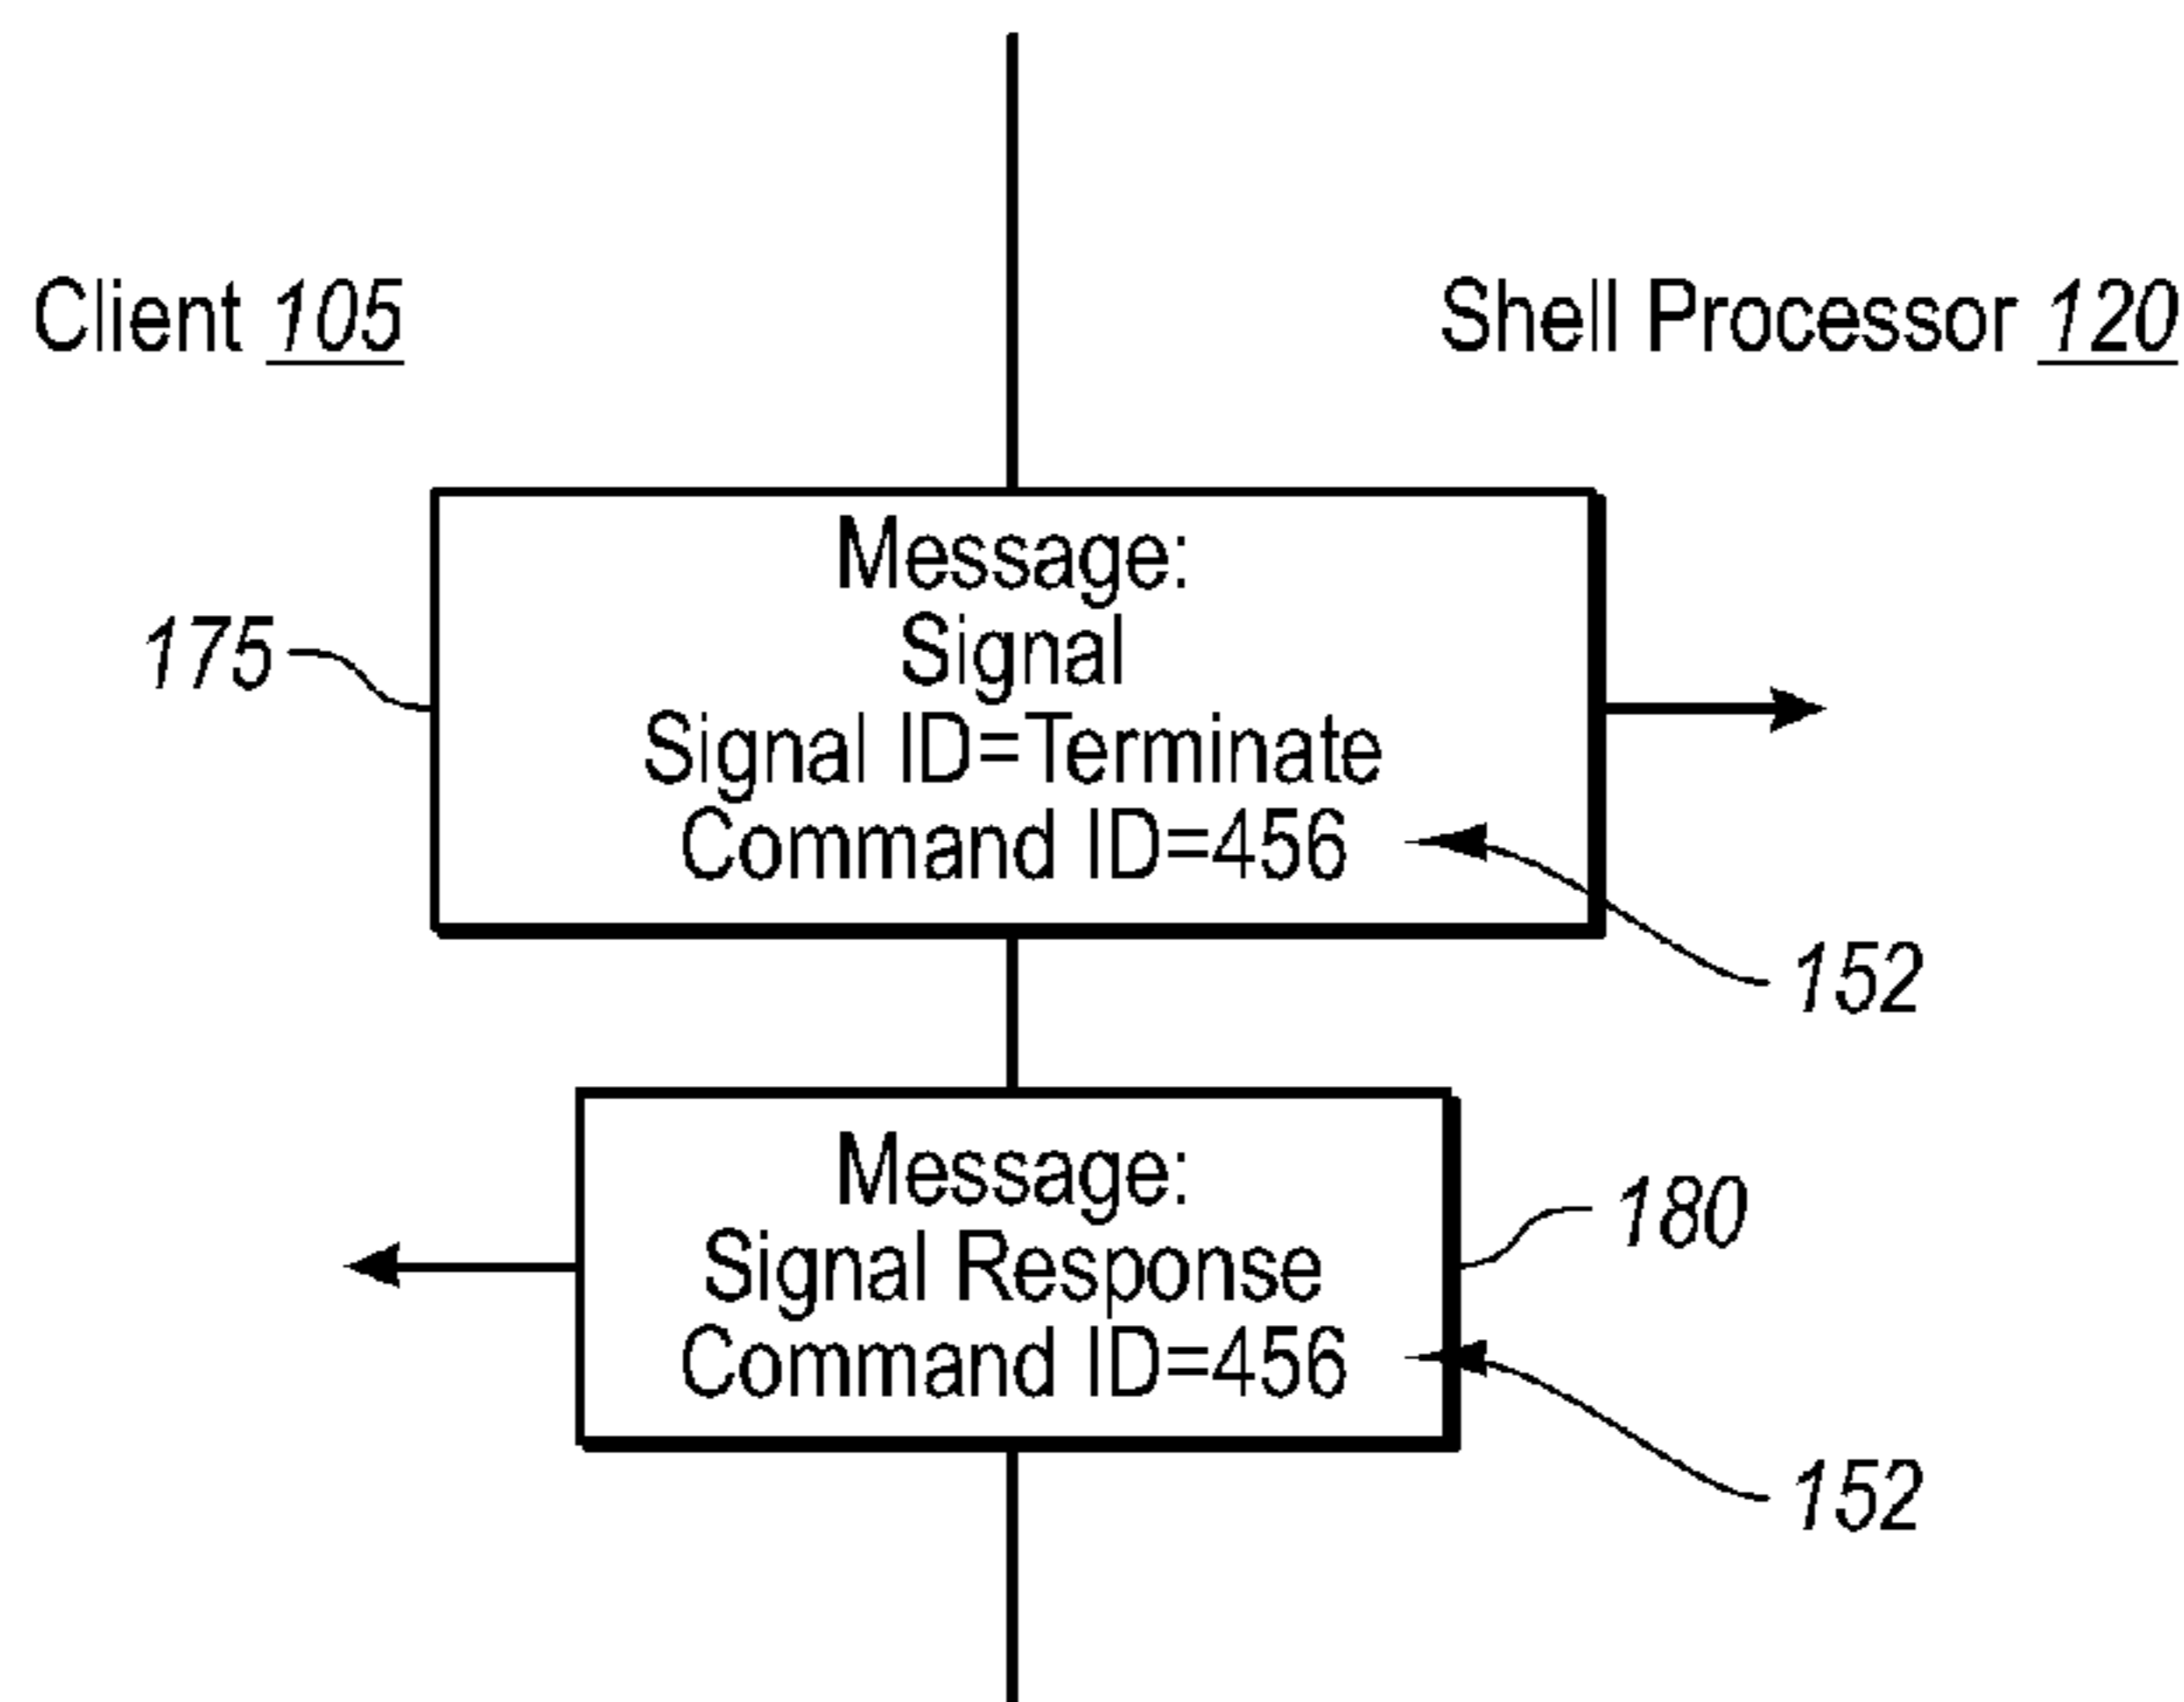 Client 105
Shell Processor 120
Message:
Signal
Signal ID=Terminate
Command ID=456
175
152
Message:
Signal Response
Command ID=456
180
152